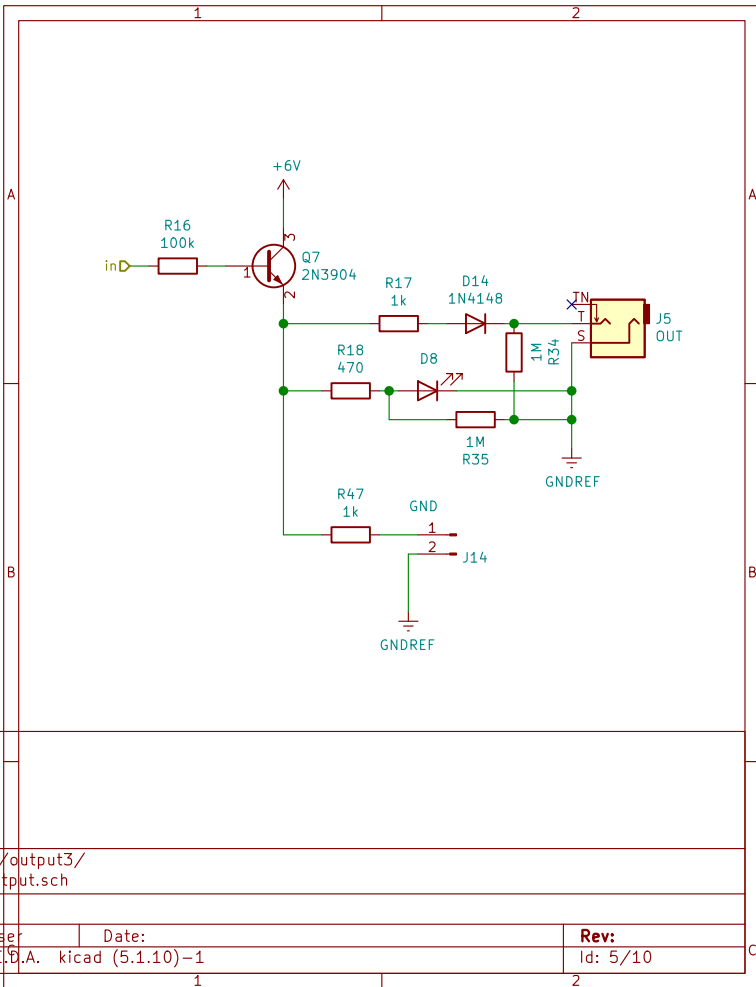 1 2
+6V
A A
R16
100k
in
3
Q7
2N3904
1
2
R17
1k
D14
1N4148
TN
T
S
J5
OUT
1M
R34
R18
470
D8
1M
R35
GNDREF
R47
1k
GND
1
2
J14
B B
GNDREF
/output3/
tput.sch
ser
Date:
Rev:
.D.A. kicad (5.1.10)-1
Id: 5/10
C
1 2